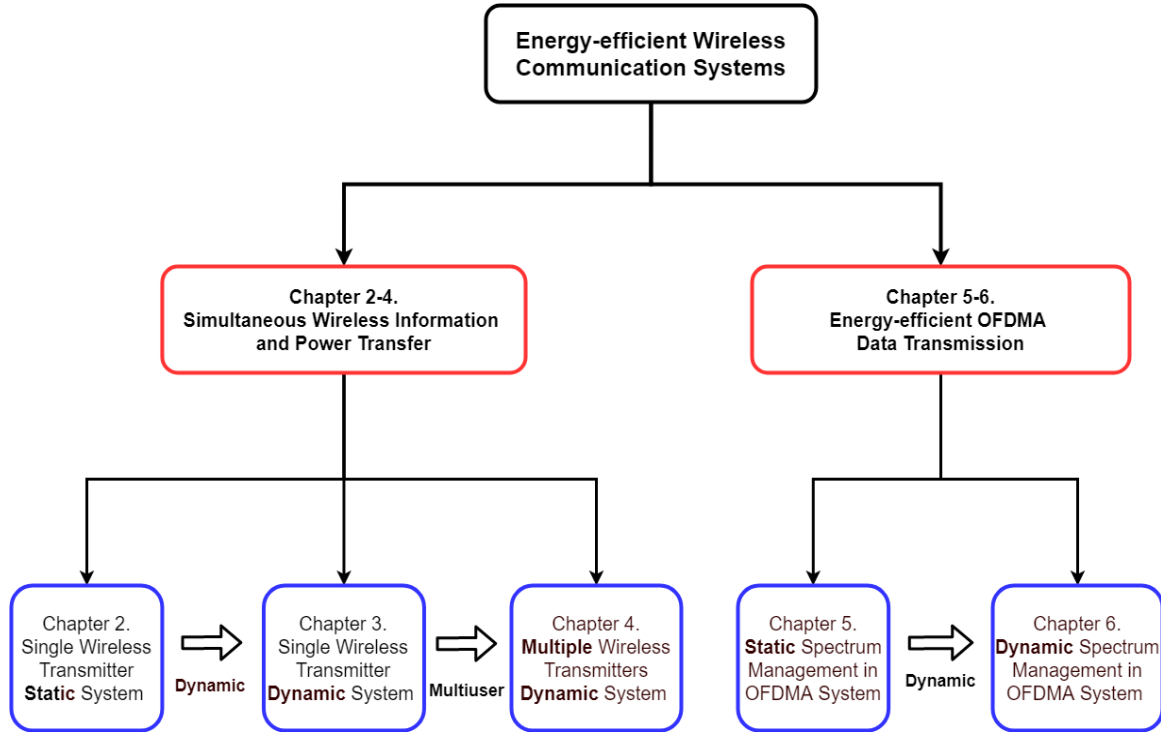 Energy-efficient Wireless
Communication Systems
Chapter 2-4.
Simultaneous Wireless Information
and Power Transfer
Chapter 5-6.
Energy-efficient OFDMA
Data Transmission
Chapter 2.
Single Wireless
Transmitter
Static System
Dynamic
Chapter 3.
Single Wireless
Transmitter
Dynamic System
Multiuser
Chapter 4.
Multiple Wireless
Transmitters
Dynamic System
Chapter 5.
Static Spectrum
Management in
OFDMA System
Dynamic
Chapter 6.
Dynamic Spectrum
Management in
OFDMA System